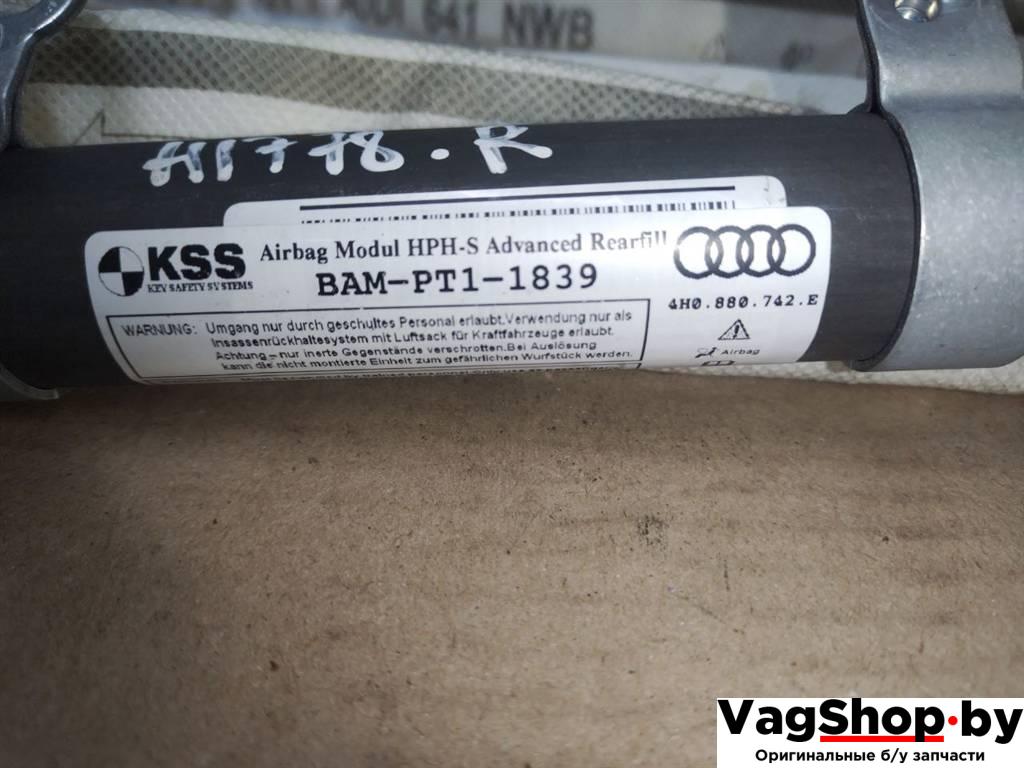 641 NWB
A1778.R
KSS
KEY SAFETY SYSTEMS
Airbag Modul HPH-S Advanced Rearfill
BAM-PT1-1839
4H0.880.742.E
WARNUNG: Umgang nur durch geschultes Personal erlaubt.Verwendung nur als
Insassenrückhaltesystem mit Luftsack für Kraftfahrzeuge erlaubt.
Achtung - nur inerte Gegenstände verschrotten.Bei Auslösung
kann die nicht montierte Einheit zum gefährlichen Wurfstück werden.
Airbag
VagShop.by
Оригинальные б/у запчасти